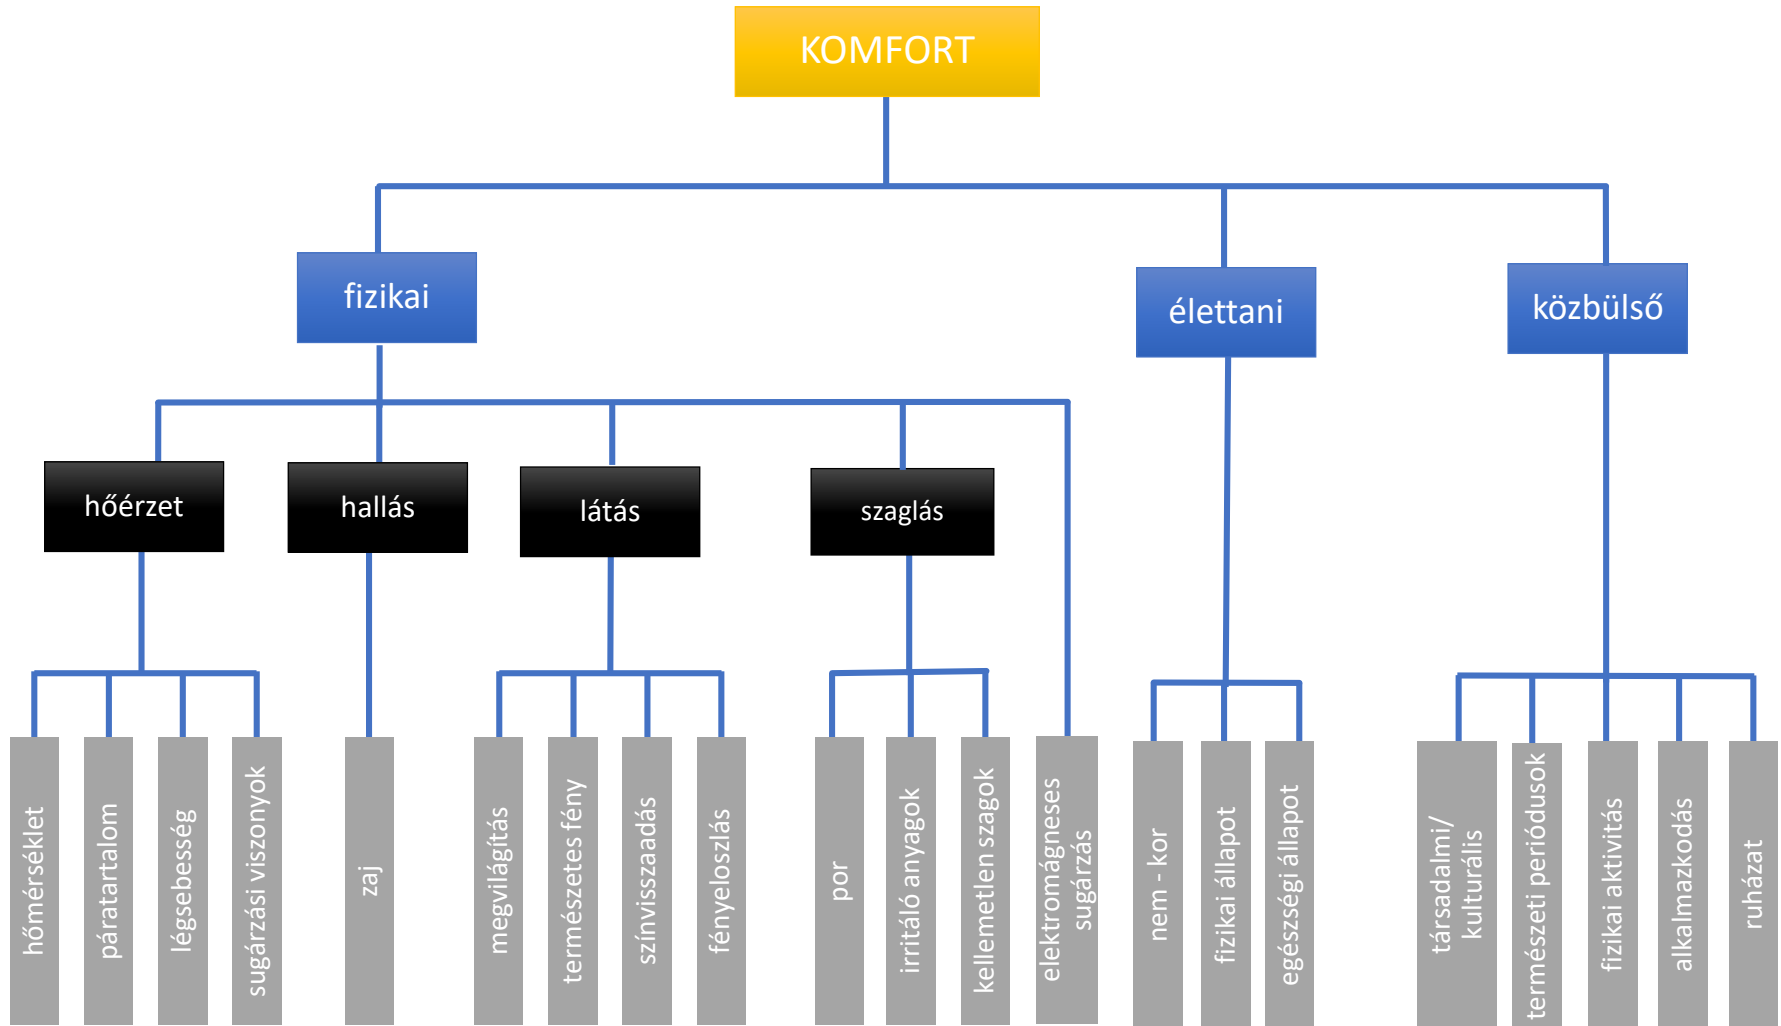 KOMFORT
fizikai
élettani
közbülső
hőérzet
hallás
látás
szaglás
hőmérséklet
páratartalom
légsebesség
sugárzási viszonyok
zaj
megvilágítás
természetes fény
színvisszaadás
fényeloszlás
por
irritáló anyagok
kellemetlen szagok
elektromágneses
sugárzás
nem - kor
fizikai állapot
egészségi állapot
társadalmi/
kulturális
természeti periódusok
fizikai aktivitás
alkalmazkodás
ruházat